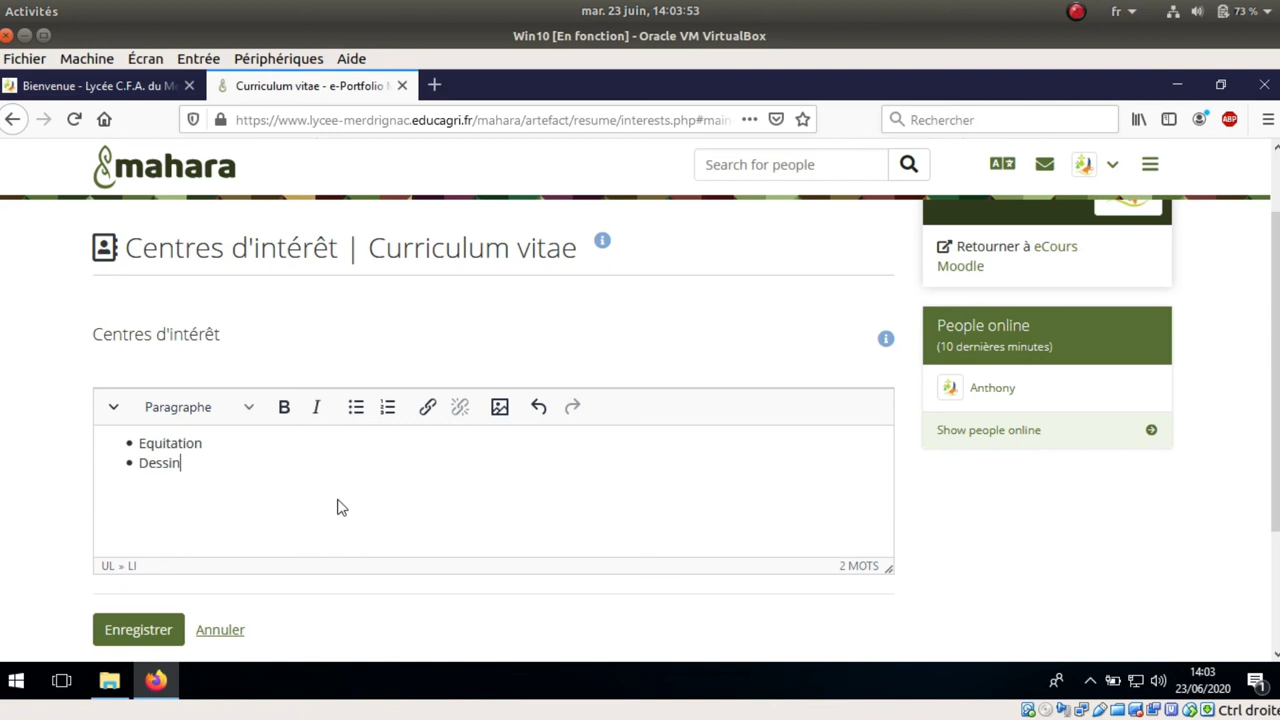 Activités
mar. 23 juin, 14:03:53
fr
73 %
Win10 [En fonction] - Oracle VM VirtualBox
Fichier Machine Écran Entrée Périphériques Aide
Bienvenue - Lycée C.F.A. du Me
Curriculum vitae - e-Portfolio M
https://www.lycee-merdrignac.educagri.fr/mahara/artefact/resume/interests.php#main
Rechercher
ABP
mahara
Search for people
Centres d'intérêt | Curriculum vitae
Retourner à eCours
Moodle
Centres d'intérêt
People online
(10 dernières minutes)
Anthony
Show people online
Paragraphe
B I
• Equitation
• Dessin
UL » LI
2 MOTS
Enregistrer
Annuler
14:03
23/06/2020
1
Ctrl droite